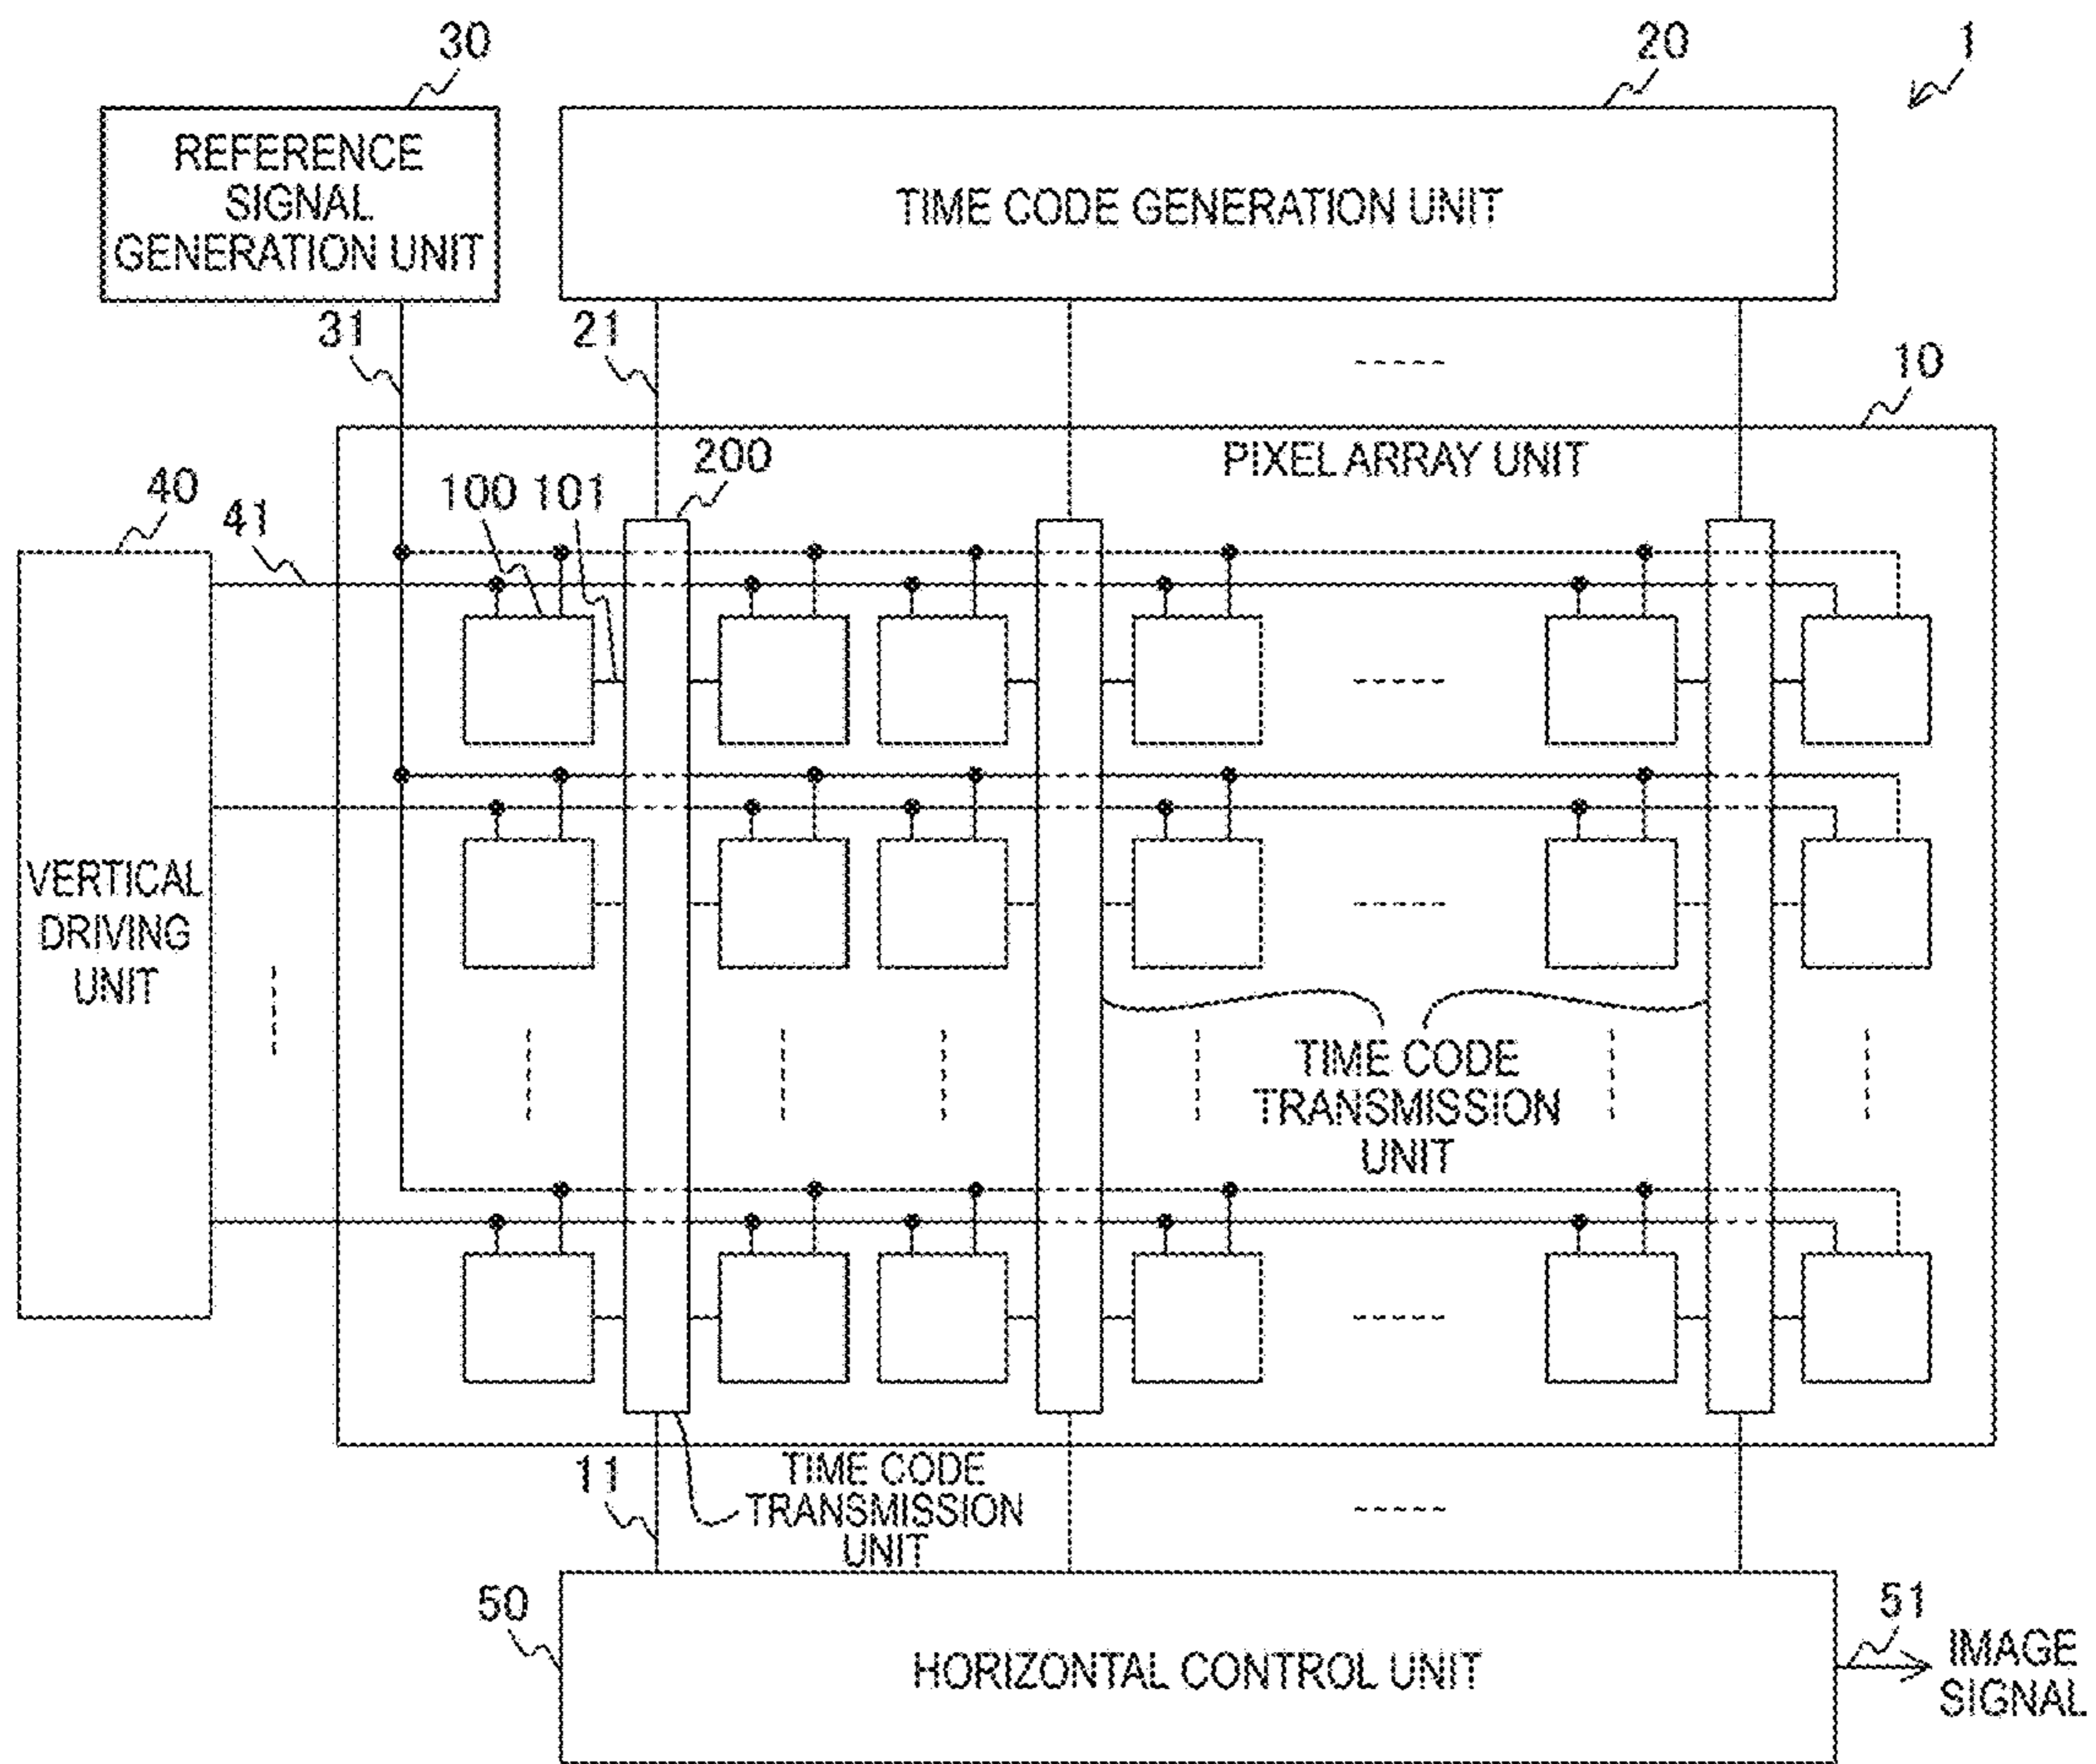 30
20
1
REFERENCE
SIGNAL
GENERATION UNIT
TIME CODE GENERATION UNIT
31
21
10
PIXEL ARRAY UNIT
200
40
41
100
101
VERTICAL
DRIVING
UNIT
TIME CODE
TRANSMISSION
UNIT
11
TIME CODE
TRANSMISSION
UNIT
50
HORIZONTAL CONTROL UNIT
51
IMAGE
SIGNAL